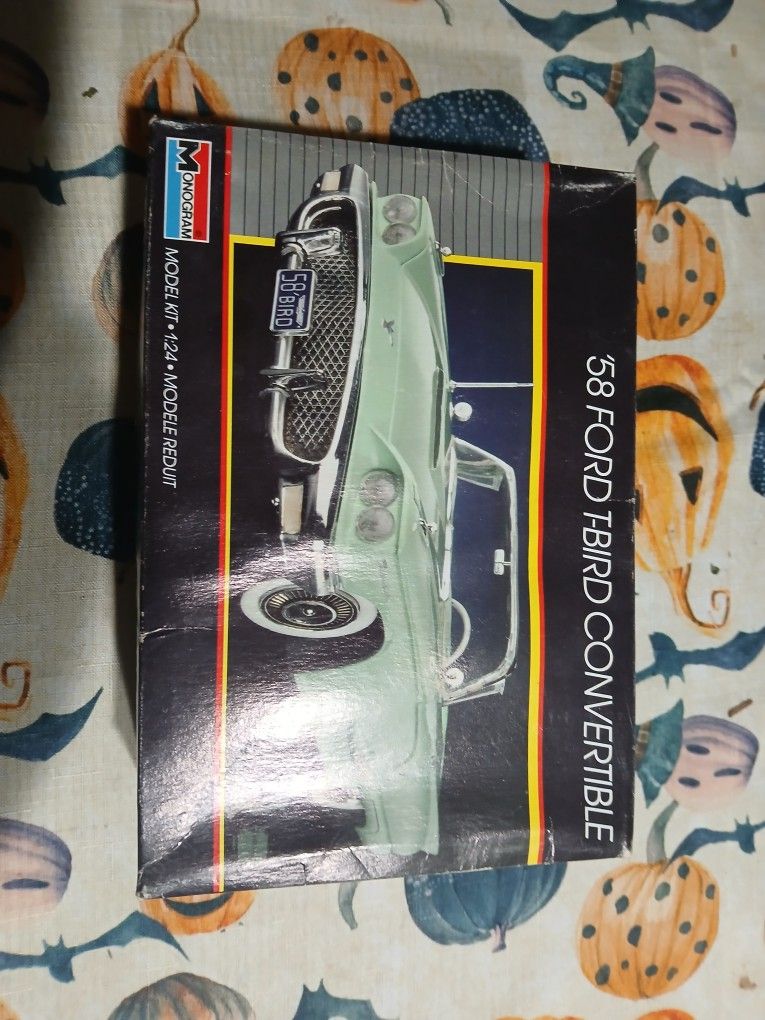 '58 FORD T-BIRD CONVERTIBLE
58 BIRD
MONOGRAM
MODEL KIT • 1:24 • MODELE REDUIT